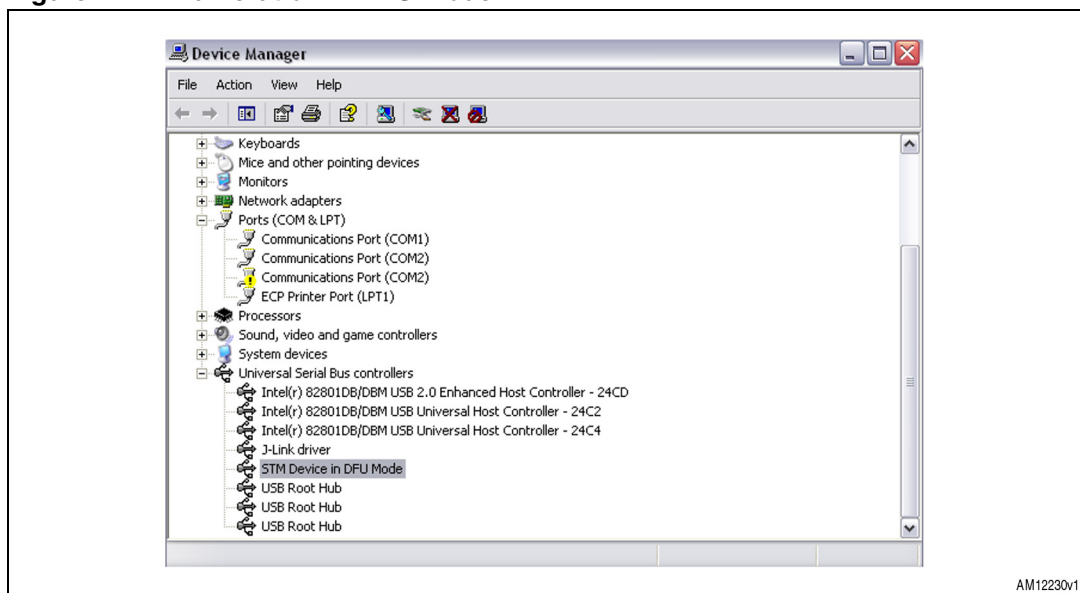 Device Manager
File Action View Help
Keyboards
Mice and other pointing devices
Monitors
Network adapters
Ports (COM & LPT)
Communications Port (COM1)
Communications Port (COM2)
Communications Port (COM2)
ECP Printer Port (LPT1)
Processors
Sound, video and game controllers
System devices
Universal Serial Bus controllers
Intel(r) 82801DB/DBM USB 2.0 Enhanced Host Controller - 24CD
Intel(r) 82801DB/DBM USB Universal Host Controller - 24C2
Intel(r) 82801DB/DBM USB Universal Host Controller - 24C4
J-Link driver
STM Device in DFU Mode
USB Root Hub
USB Root Hub
USB Root Hub
AM12230v1